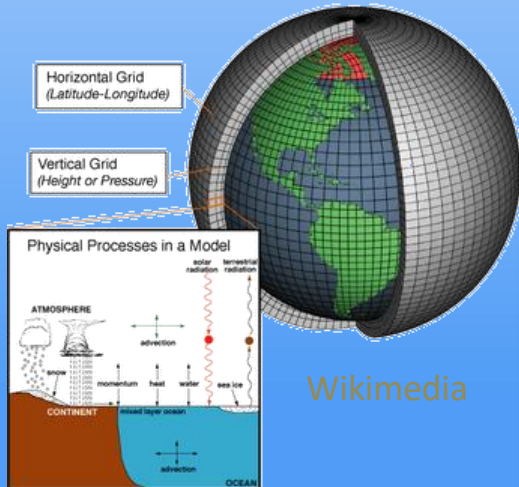 Horizontal Grid
(Latitude-Longitude)
Vertical Grid
(Height or Pressure)
Physical Processes in a Model
solar
radiation
terrestrial
radiation
ATMOSPHERE
advection
snow
momentum
heat
water
sea ice
CONTINENT
mixed layer ocean
advection
OCEAN
Wikimedia